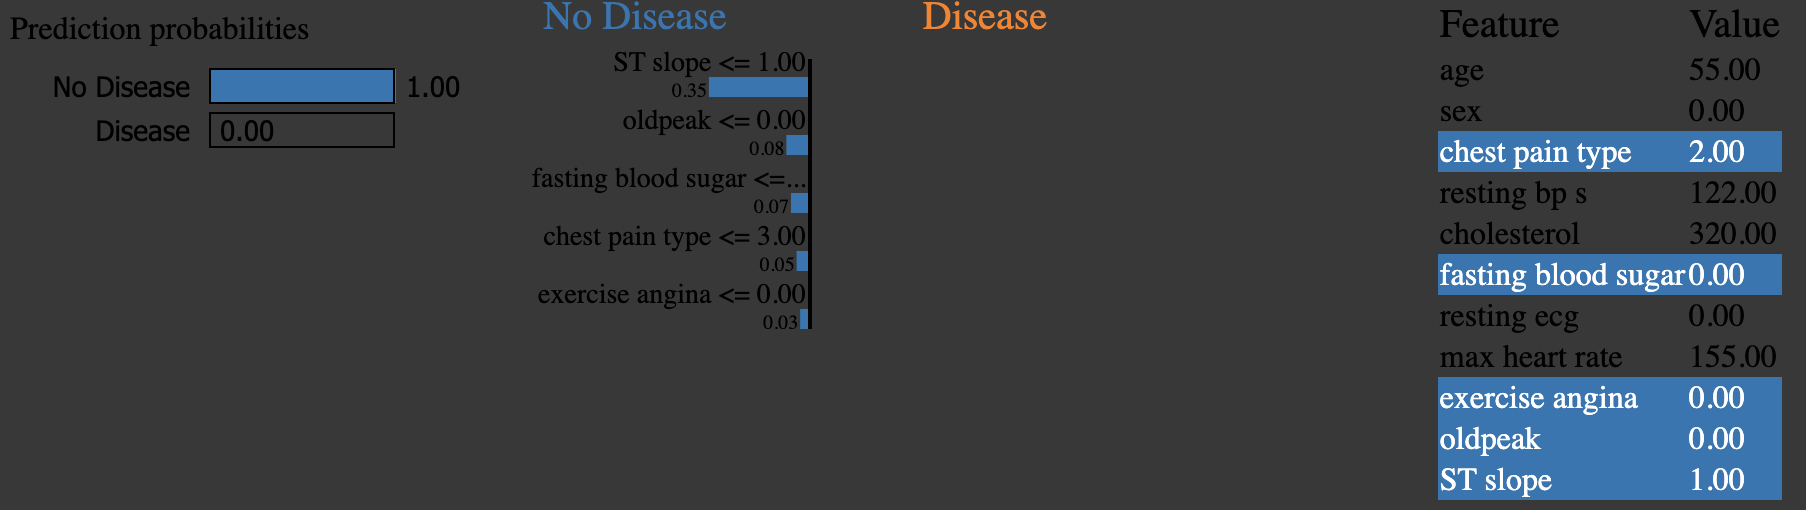 Prediction probabilities
No Disease 1.00
Disease 0.00
No Disease Disease
ST slope <= 1.00
0.35
oldpeak <= 0.00
0.08
fasting blood sugar <=...
0.07
chest pain type <= 3.00
0.05
exercise angina <= 0.00
0.03
Feature Value
age 55.00
sex 0.00
chest pain type 2.00
resting bp s 122.00
cholesterol 320.00
fasting blood sugar 0.00
resting ecg 0.00
max heart rate 155.00
exercise angina 0.00
oldpeak 0.00
ST slope 1.00